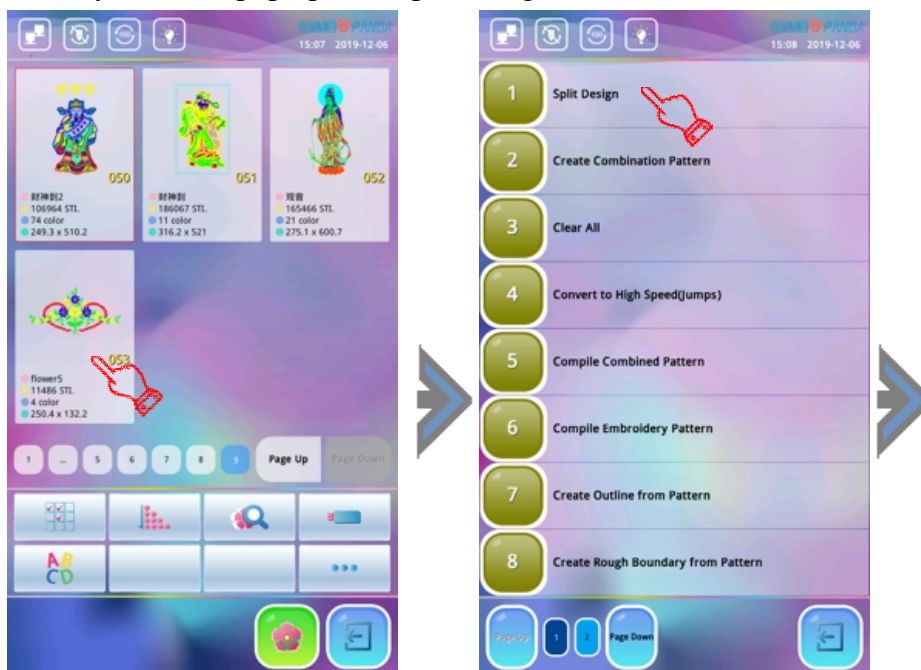 PANDA
15:07 2019-12-06
050
财神到2
106964 STI.
74 color
249.3 x 510.2
051
财神到
186067 STI.
11 color
316.2 x 521
052
观音
165466 STI.
21 color
275.1 x 600.7
053
flower5
11486 STI.
4 color
250.4 x 132.2
1
...
5
6
7
8
9
Page Up
Page Down
AB
CD
PANDA
15:08 2019-12-06
1 Split Design
2 Create Combination Pattern
3 Clear All
4 Convert to High Speed(Jumps)
5 Compile Combined Pattern
6 Compile Embroidery Pattern
7 Create Outline from Pattern
8 Create Rough Boundary from Pattern
Page Up
1
2
Page Down